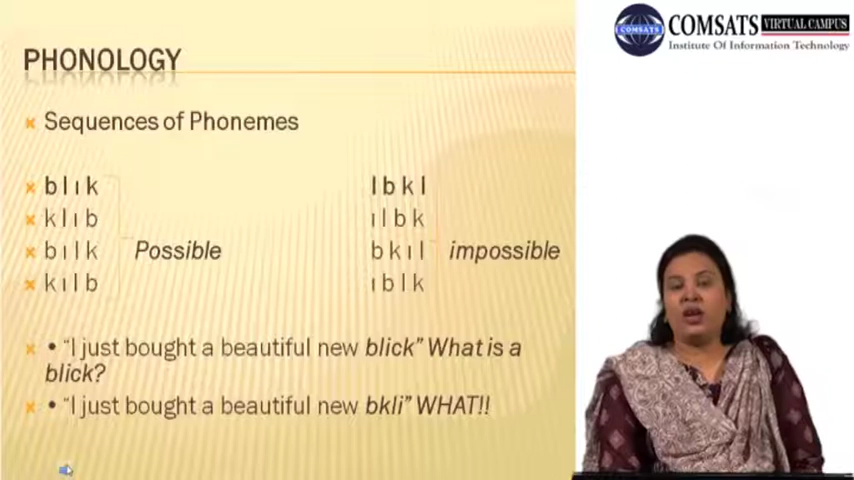 COMSATS VIRTUAL CAMPUS
Institute Of Information Technology
COMSATS
PHONOLOGY
Sequences of Phonemes
b l ı k
k l ı b
b ı l k
k ı l b
Possible
l b k l
ı l b k
b k ı l
ı b l k
impossible
• "I just bought a beautiful new blick" What is a
blick?
• "I just bought a beautiful new bkli" WHAT!!